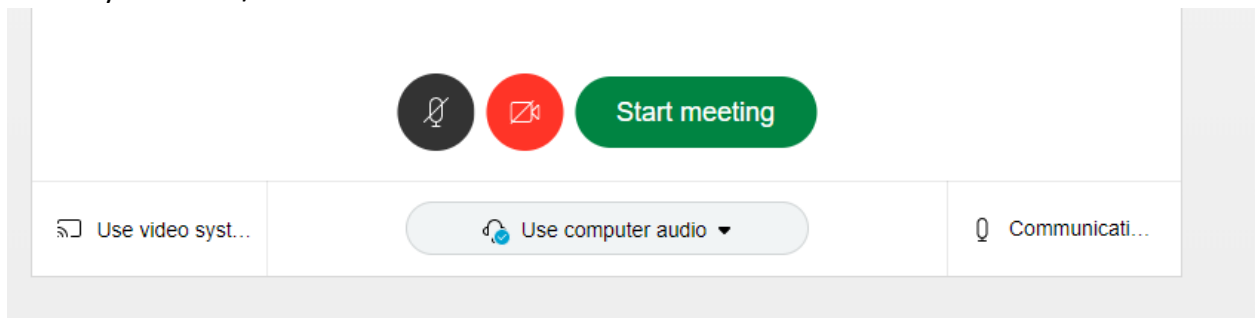 Start meeting
Use video syst...
Use computer audio
Communicati...